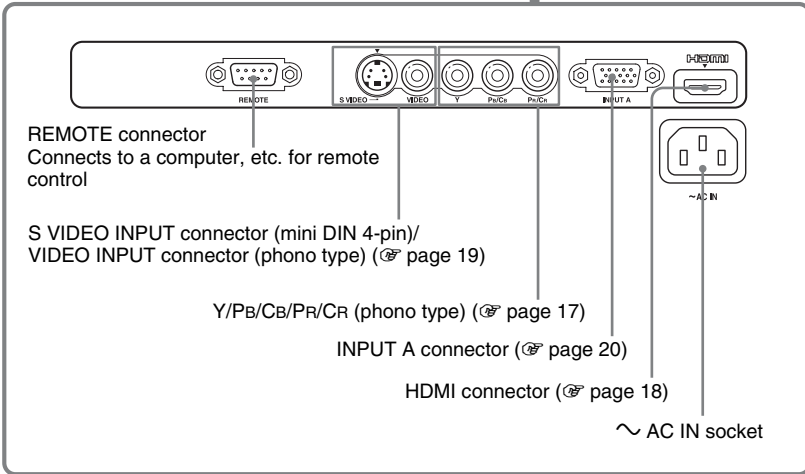 HDMI
REMOTE
S VIDEO→
VIDEO
Y
PB/CB
PR/CR
INPUT A
REMOTE connector
Connects to a computer, etc. for remote
control
~AC IN
S VIDEO INPUT connector (mini DIN 4-pin)/
VIDEO INPUT connector (phono type) (☞ page 19)
Y/PB/CB/PR/CR (phono type) (☞ page 17)
INPUT A connector (☞ page 20)
HDMI connector (☞ page 18)
~ AC IN socket